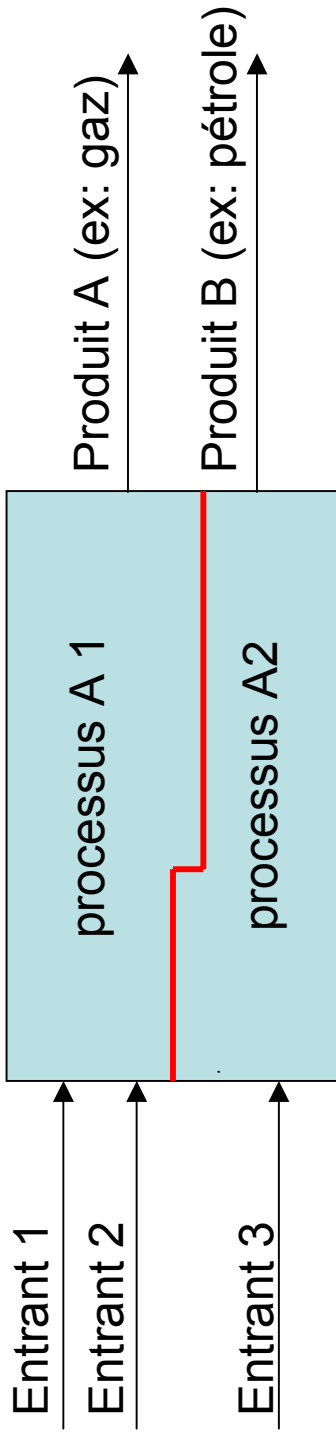 Entrant 1
Entrant 2
Entrant 3
processus A 1
processus A2
Produit A (ex: gaz)
Produit B (ex: pétrole)